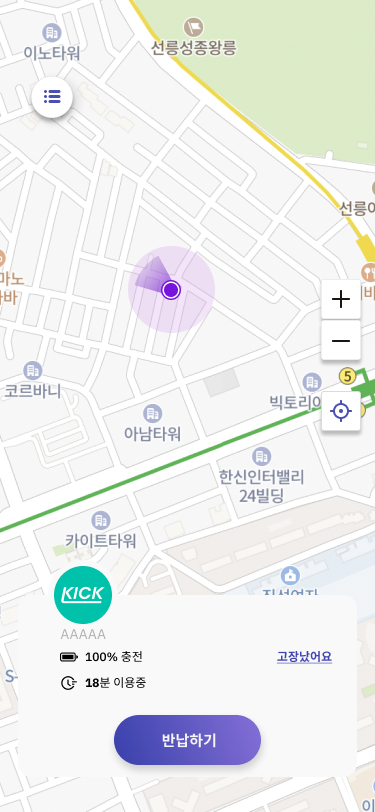 이노타워
선릉성종왕릉
선릉이
마노
바
코르바니
5
빅토리아
아남타워
한신인터밸리
24빌딩
카이트타워
KICK
AAAAA
100% 충전
고장났어요
18분 이용중
S-
반납하기